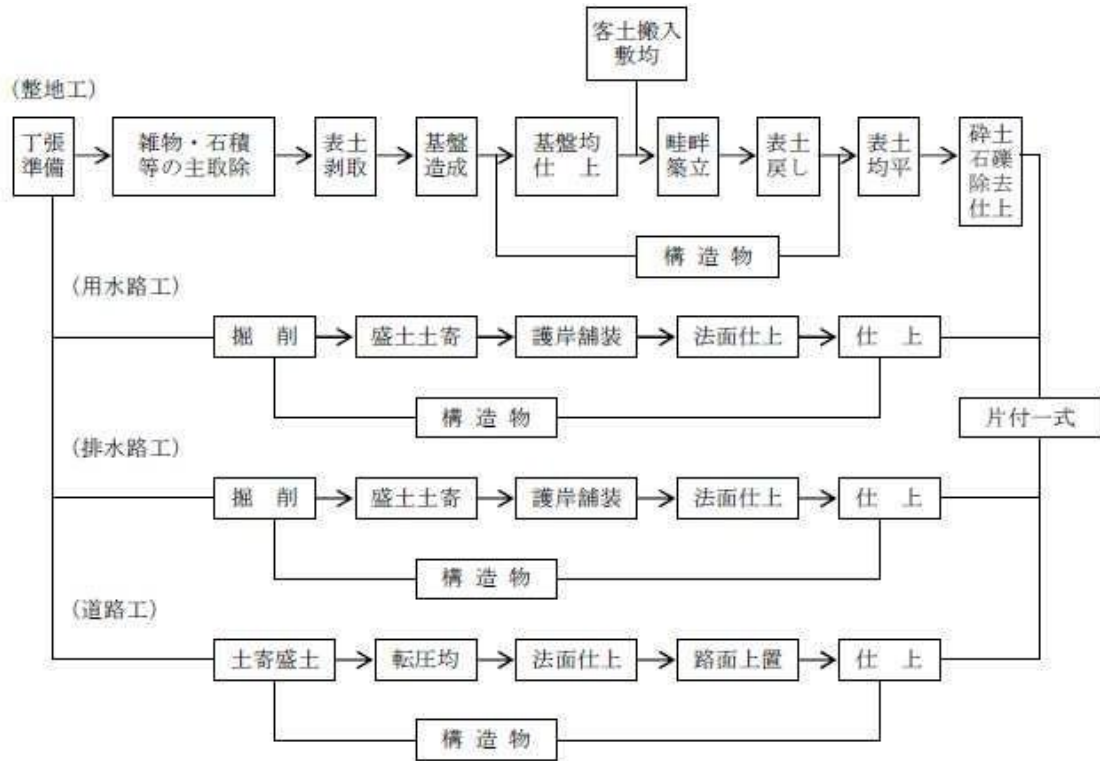 客土搬入
敷均
(整地工)
丁張
準備
雑物・石積
等の主取除
表土
剥取
基盤
造成
基盤均
仕 上
畦畔
築立
表土
戻し
表土
均平
砕土
石礫
除去
仕上
構 造 物
(用水路工)
掘 削
盛土土寄
護岸舗装
法面仕上
仕 上
構 造 物
片付一式
(排水路工)
掘 削
盛土土寄
護岸舗装
法面仕上
仕 上
構 造 物
(道路工)
土寄盛土
転圧均
法面仕上
路面上置
仕 上
構 造 物